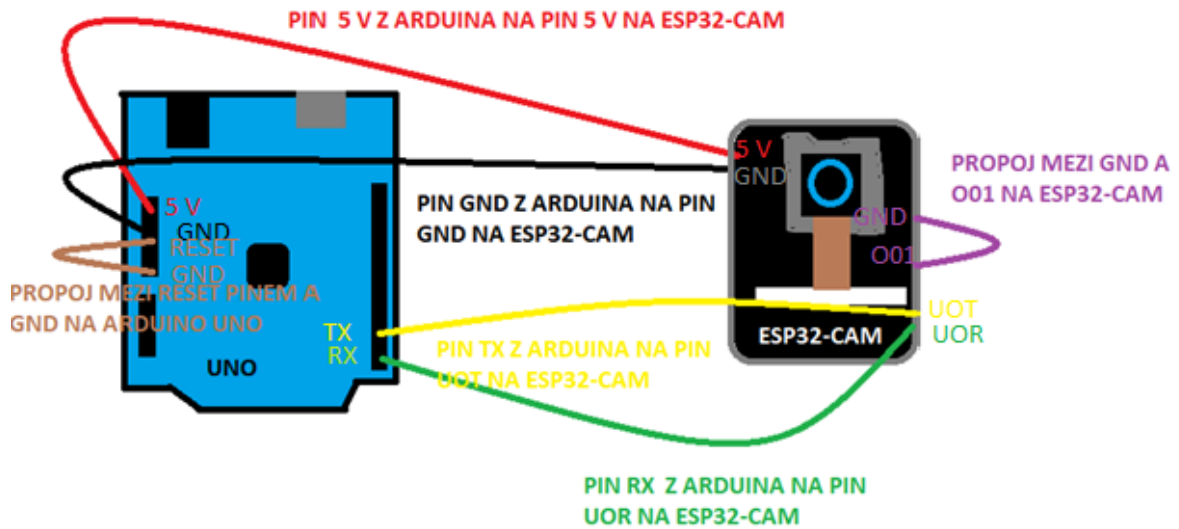 PIN 5 V Z ARDUINA NA PIN 5 V NA ESP32-CAM
5 V
GND
RESET
GND
PROPOJ MEZI RESET PINEM A
GND NA ARDUINO UNO
UNO
TX
RX
PIN GND Z ARDUINA NA PIN
GND NA ESP32-CAM
PIN TX Z ARDUINA NA PIN
UOT NA ESP32-CAM
PIN RX Z ARDUINA NA PIN
UOR NA ESP32-CAM
5 V
GND
GND
O01
ESP32-CAM
UOT
UOR
PROPOJ MEZI GND A
O01 NA ESP32-CAM